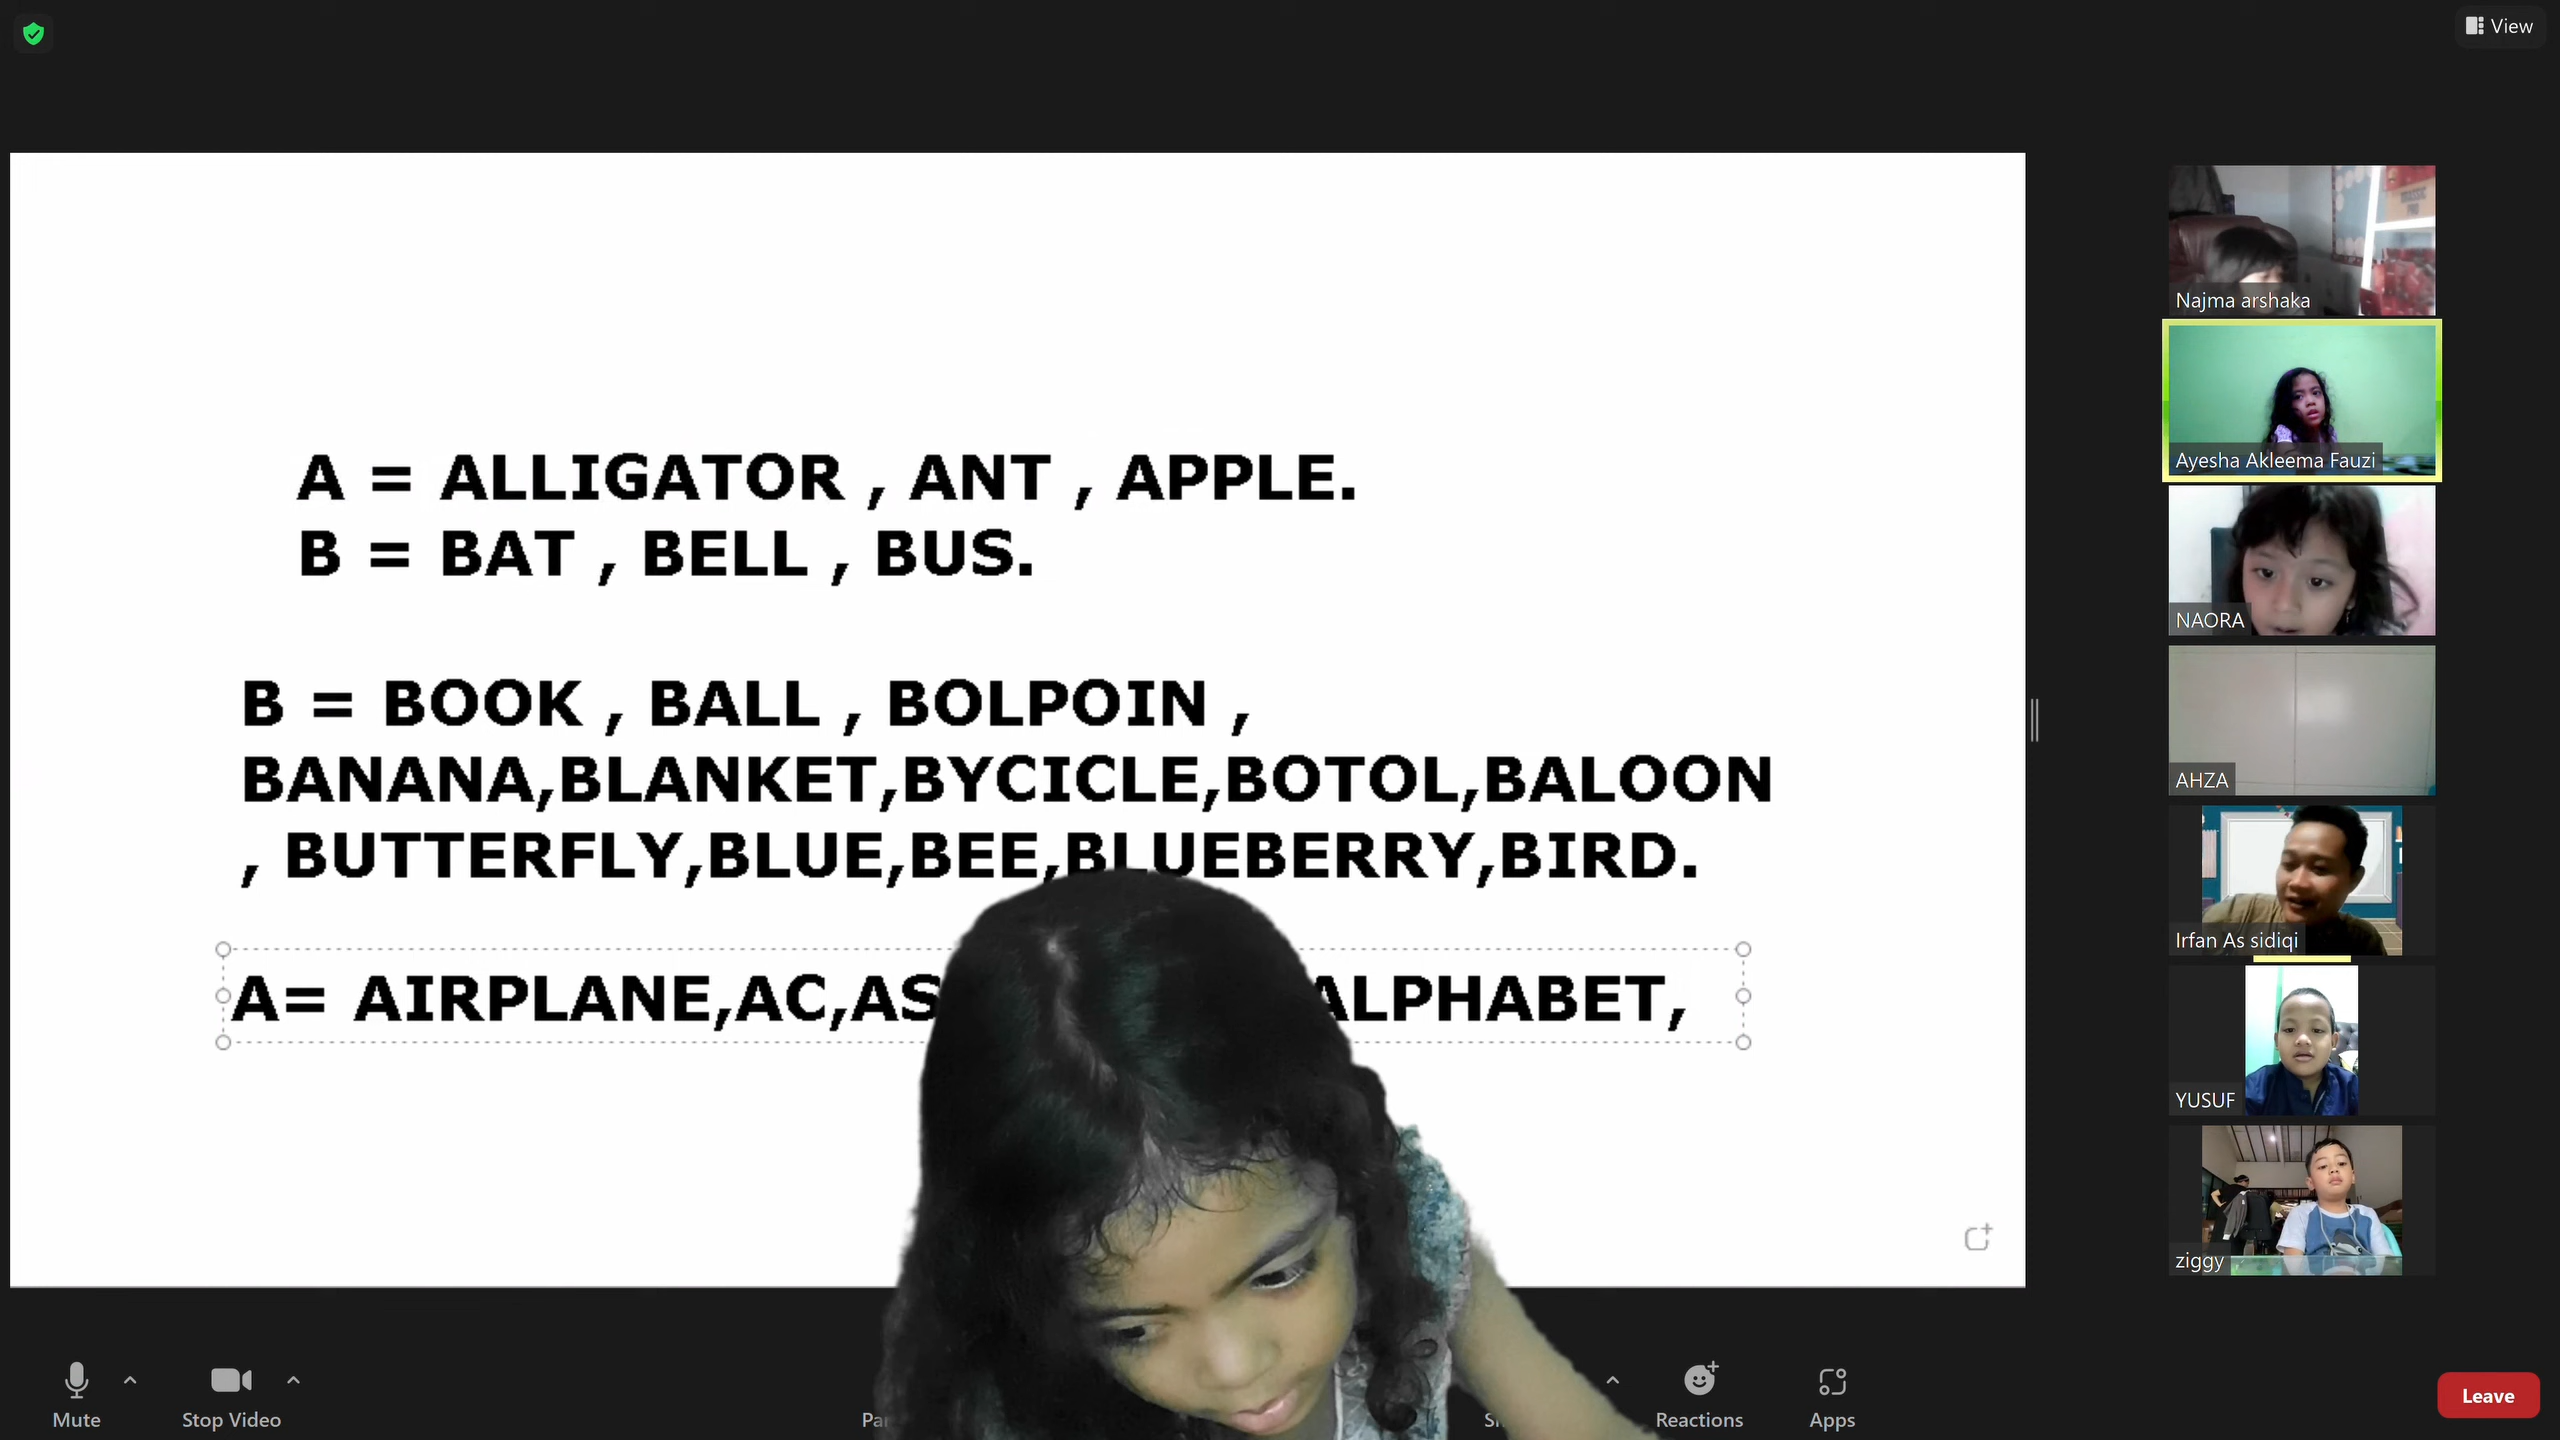 View
A = ALLIGATOR , ANT , APPLE.
B = BAT , BELL , BUS.
B = BOOK , BALL , BOLPOIN ,
BANANA,BLANKET,BYCICLE,BOTOL,BALOON
, BUTTERFLY,BLUE,BEE,BLUEBERRY,BIRD.
A= AIRPLANE,AC, ALPHABET,
Najma arshaka
Ayesha Akleema Fauzi
NAORA
AHZA
Irfan As sidiqi
YUSUF
ziggy
Mute
Stop Video
Reactions
Apps
Leave